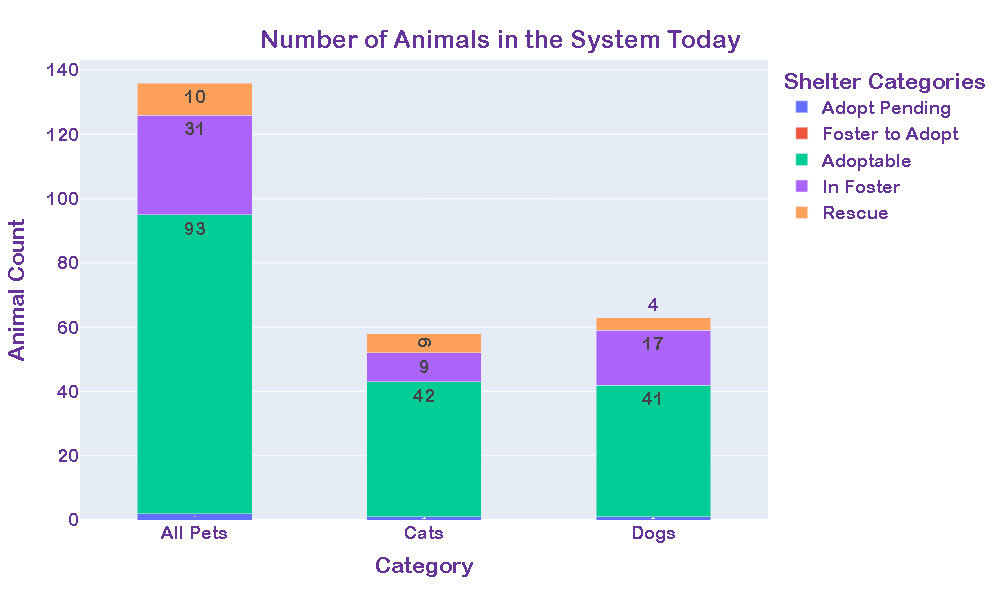 Number of Animals in the System Today
Animal Count
140
120
100
80
60
40
20
0
10
31
93
6
9
42
4
17
41
All Pets
Cats
Dogs
Category
Shelter Categories
Adopt Pending
Foster to Adopt
Adoptable
In Foster
Rescue